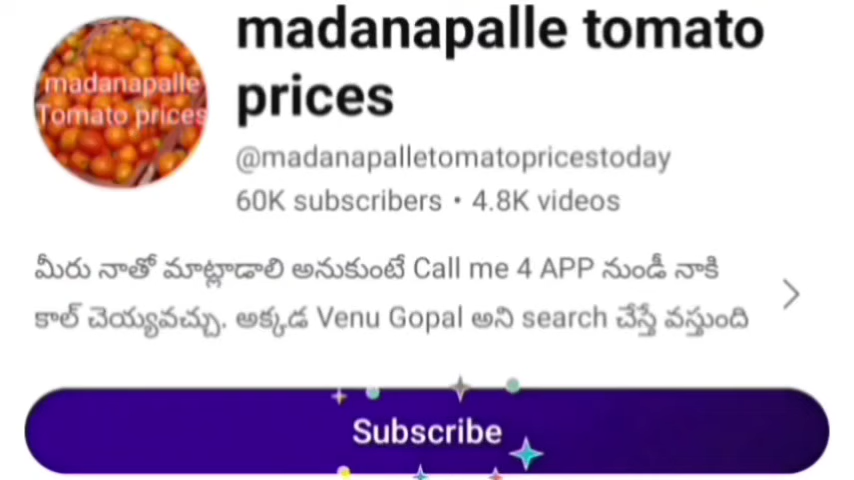 madanapalle tomato
prices
madanapalle
Tomato prices
@madanapalletomatopricestoday
60K subscribers • 4.8K videos
మీరు నాతో మాట్లాడాలి అనుకుంటే Call me 4 APP నుండీ నాకి
కాల్ చెయ్యవచ్చు. అక్కడ Venu Gopal అని search చేస్తే వస్తుంది
Subscribe